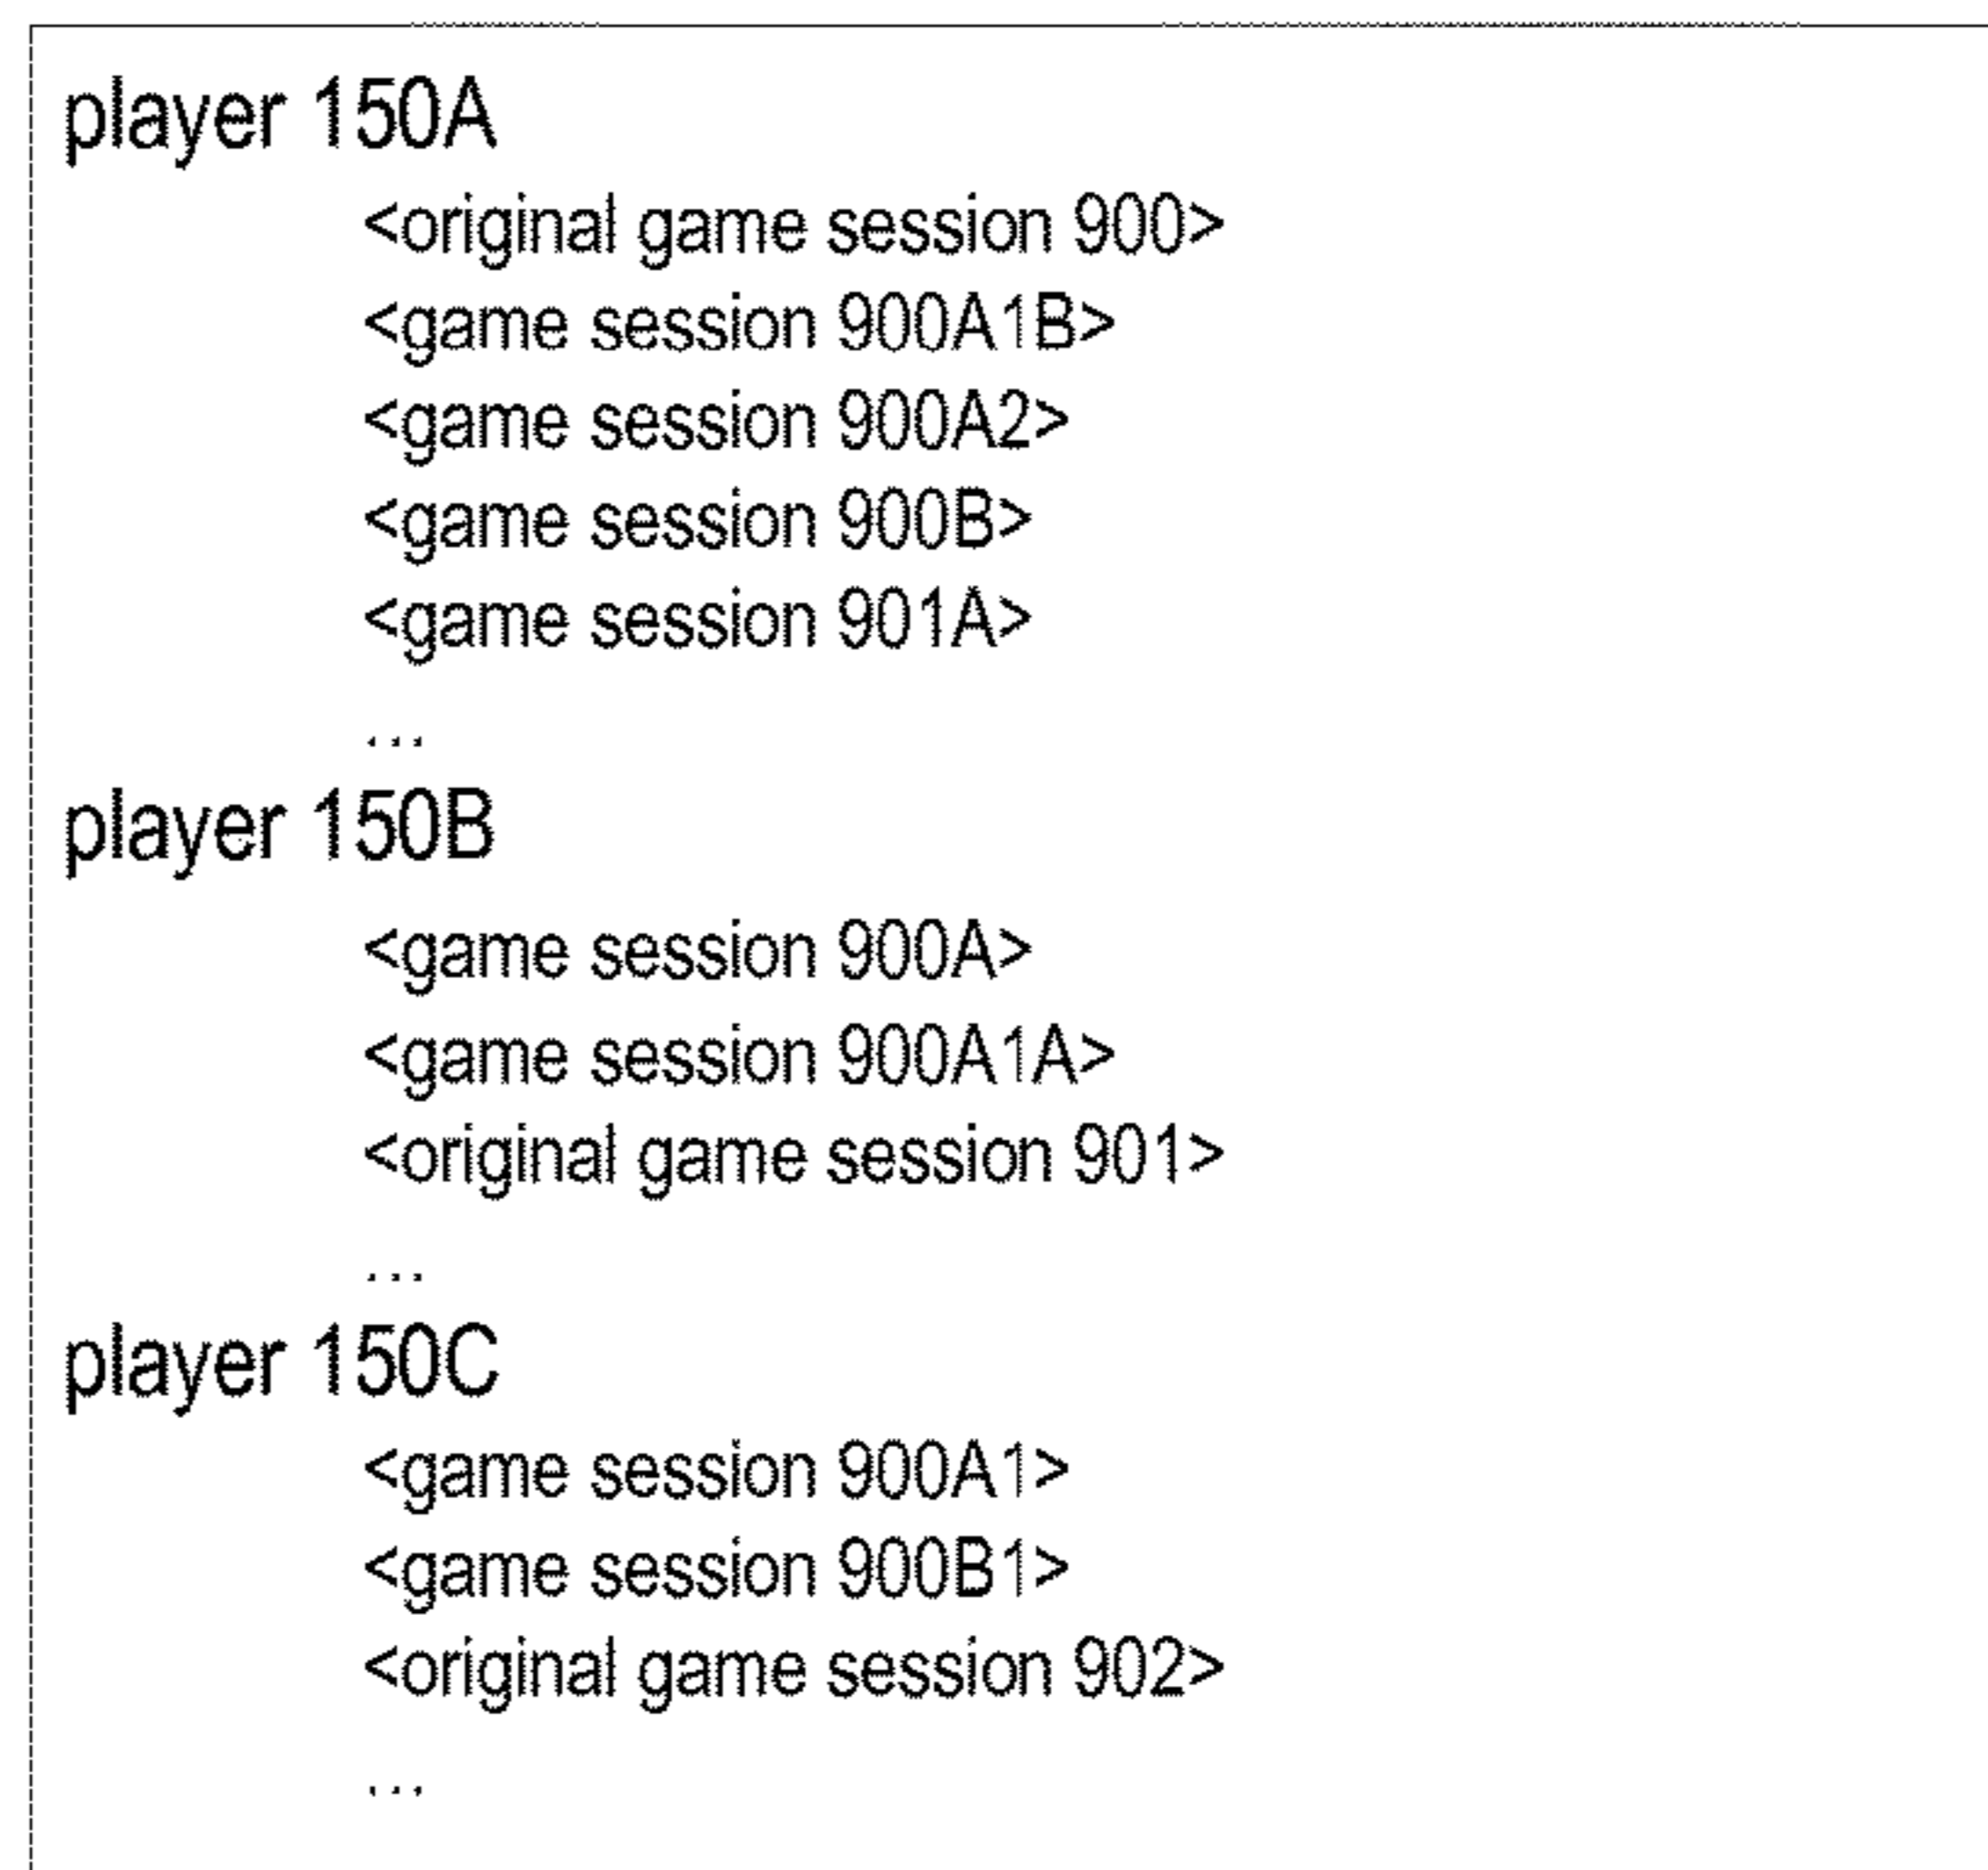 player 150A
<original game session 900>
<game session 900A1B>
<game session 900A2>
<game session 900B>
<game session 901A>
...
player 150B
<game session 900A>
<game session 900A1A>
<original game session 901>
...
player 150C
<game session 900A1>
<game session 900B1>
<original game session 902>
...